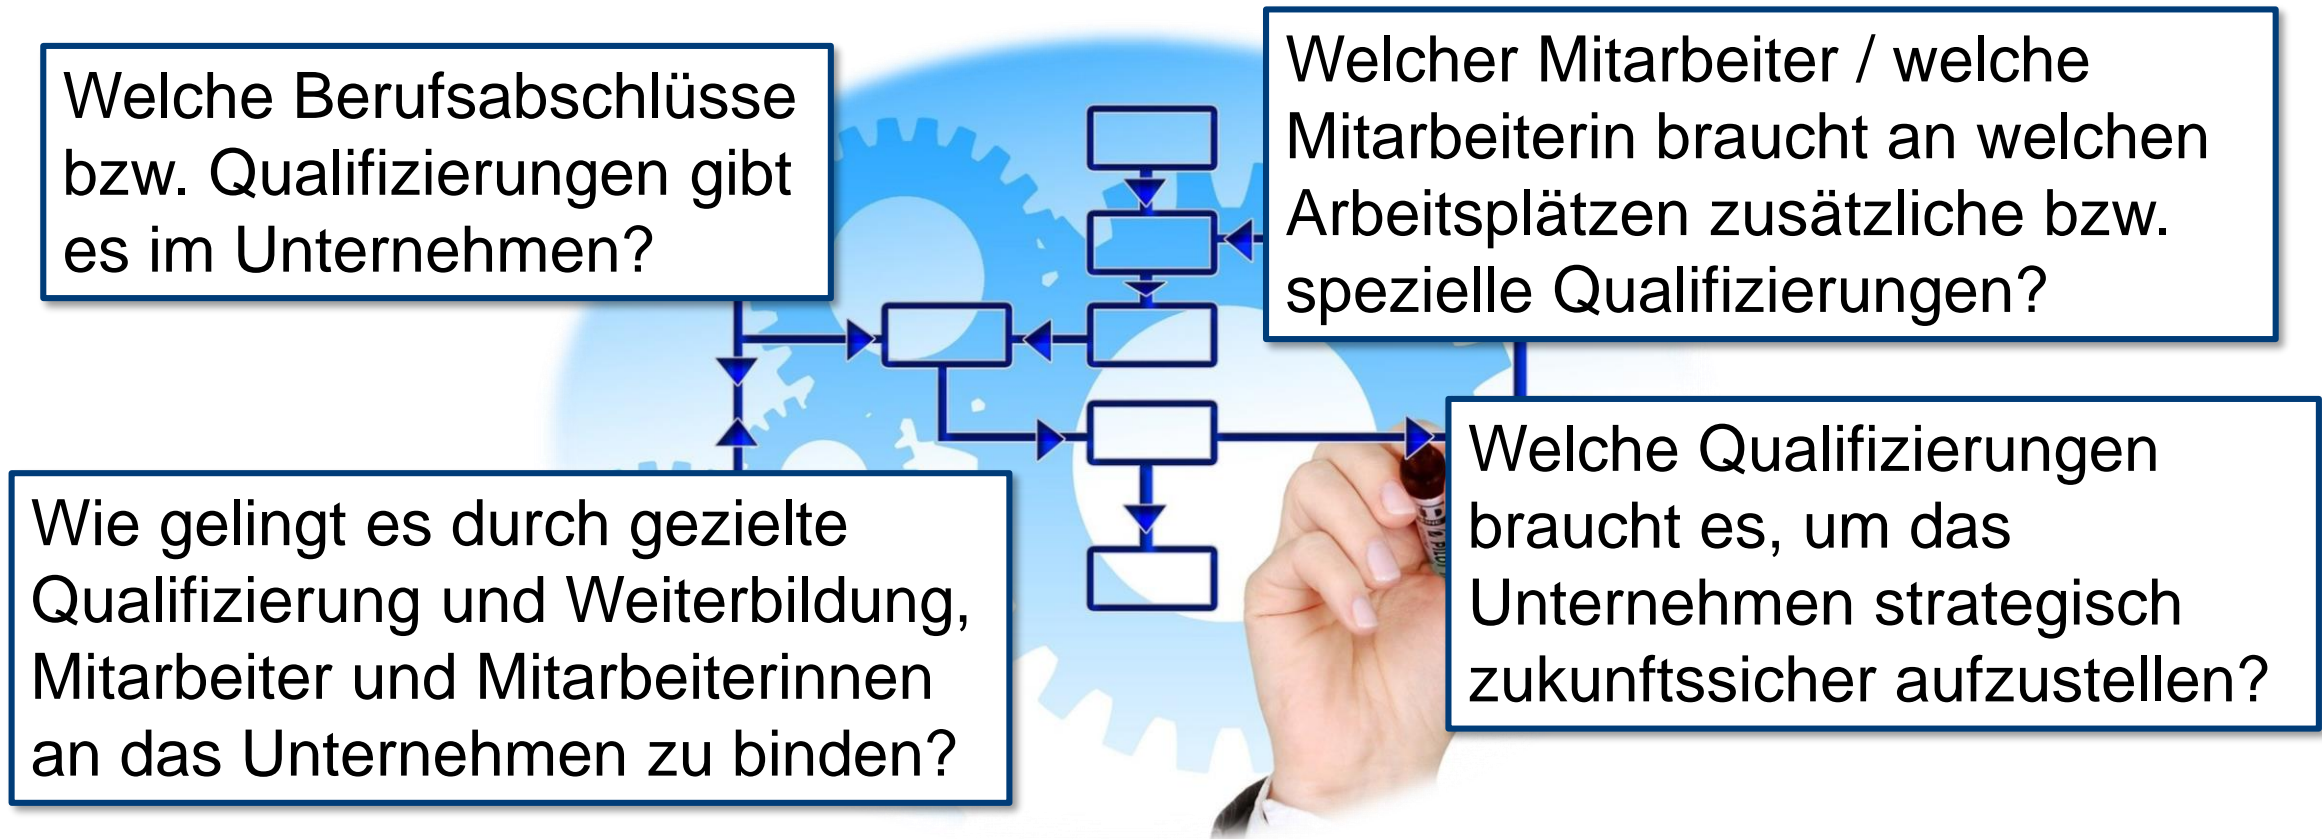 Welche Berufsabschlüsse
bzw. Qualifizierungen gibt
es im Unternehmen?
Welcher Mitarbeiter / welche
Mitarbeiterin braucht an welchen
Arbeitsplätzen zusätzliche bzw.
spezielle Qualifizierungen?
Wie gelingt es durch gezielte
Qualifizierung und Weiterbildung,
Mitarbeiter und Mitarbeiterinnen
an das Unternehmen zu binden?
Welche Qualifizierungen
braucht es, um das
Unternehmen strategisch
zukunftssicher aufzustellen?